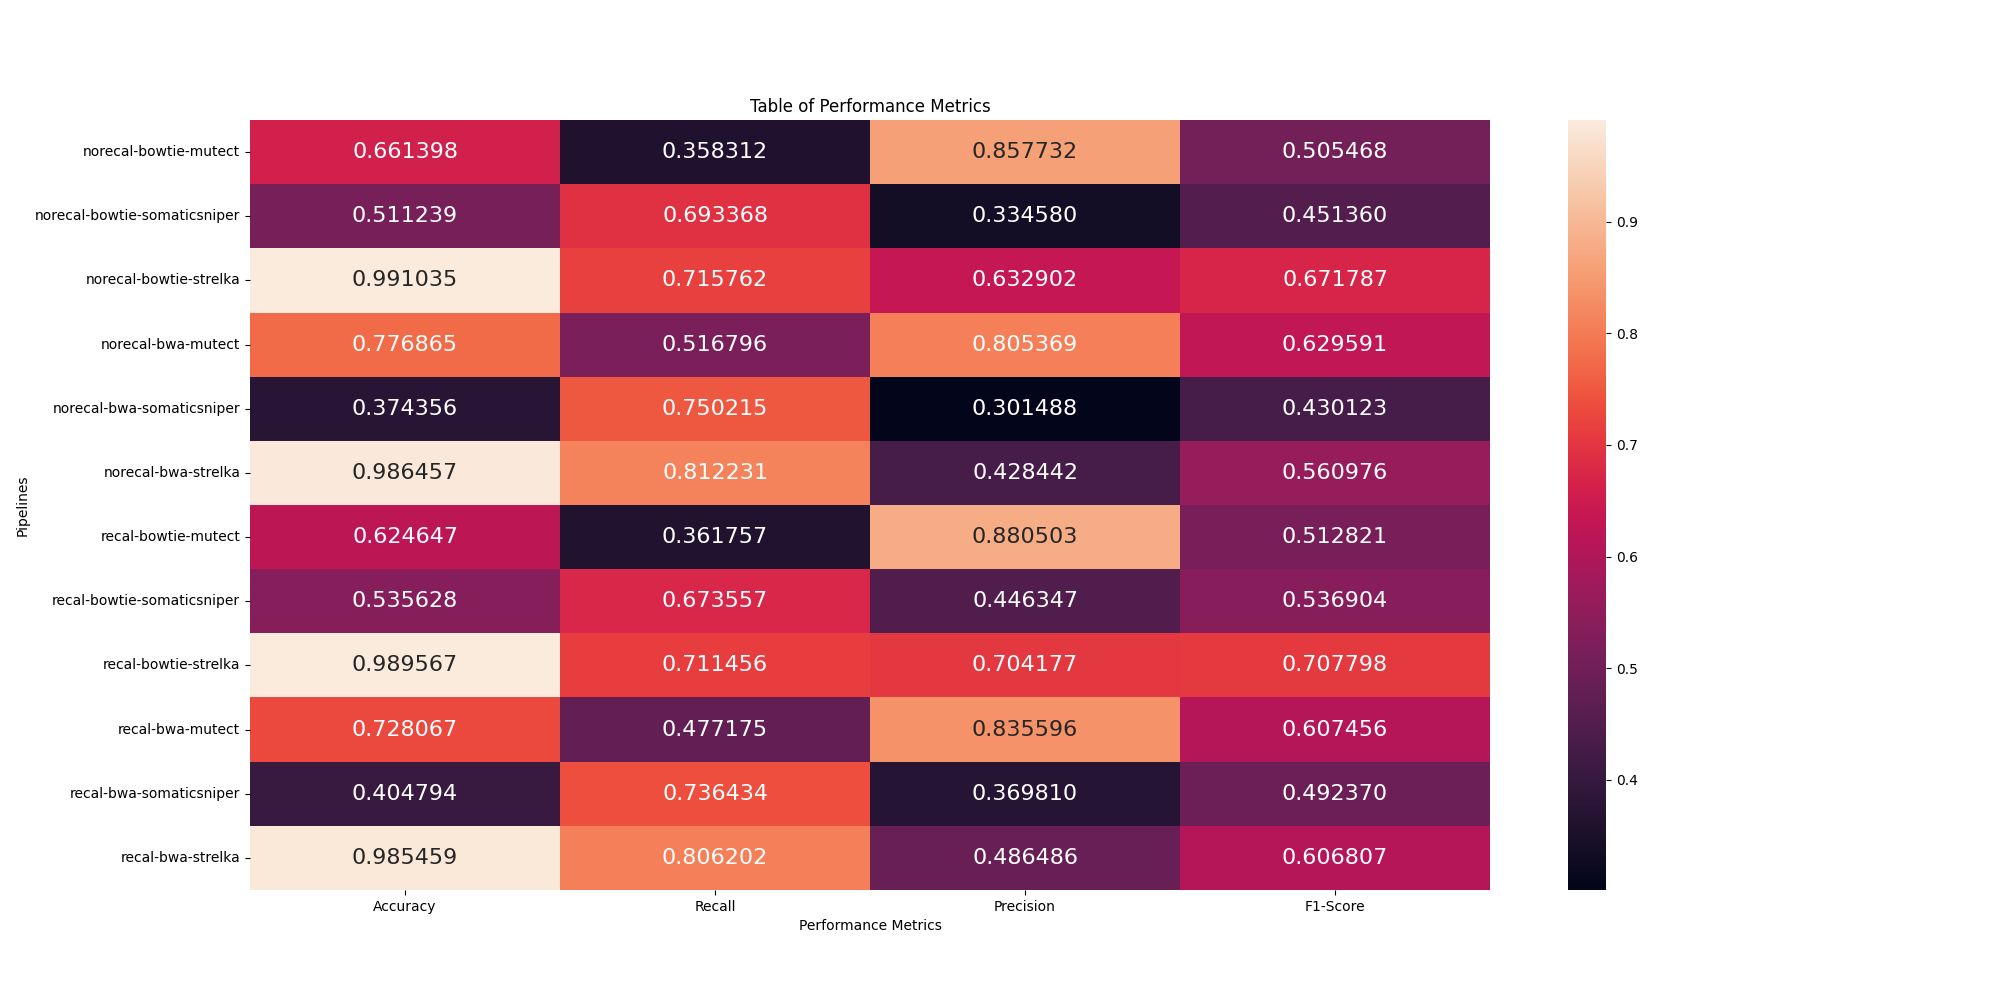 Table of Performance Metrics
norecal-bowtie-mutect 0.661398 0.358312 0.857732 0.505468
norecal-bowtie-somaticsniper 0.511239 0.693368 0.334580 0.451360
norecal-bowtie-strelka 0.991035 0.715762 0.632902 0.671787
norecal-bwa-mutect 0.776865 0.516796 0.805369 0.629591
norecal-bwa-somaticsniper 0.374356 0.750215 0.301488 0.430123
norecal-bwa-strelka 0.986457 0.812231 0.428442 0.560976
recal-bowtie-mutect 0.624647 0.361757 0.880503 0.512821
recal-bowtie-somaticsniper 0.535628 0.673557 0.446347 0.536904
recal-bowtie-strelka 0.989567 0.711456 0.704177 0.707798
recal-bwa-mutect 0.728067 0.477175 0.835596 0.607456
recal-bwa-somaticsniper 0.404794 0.736434 0.369810 0.492370
recal-bwa-strelka 0.985459 0.806202 0.486486 0.606807
Accuracy Recall Precision F1-Score
Performance Metrics
Pipelines
0.9
0.8
0.7
0.6
0.5
0.4